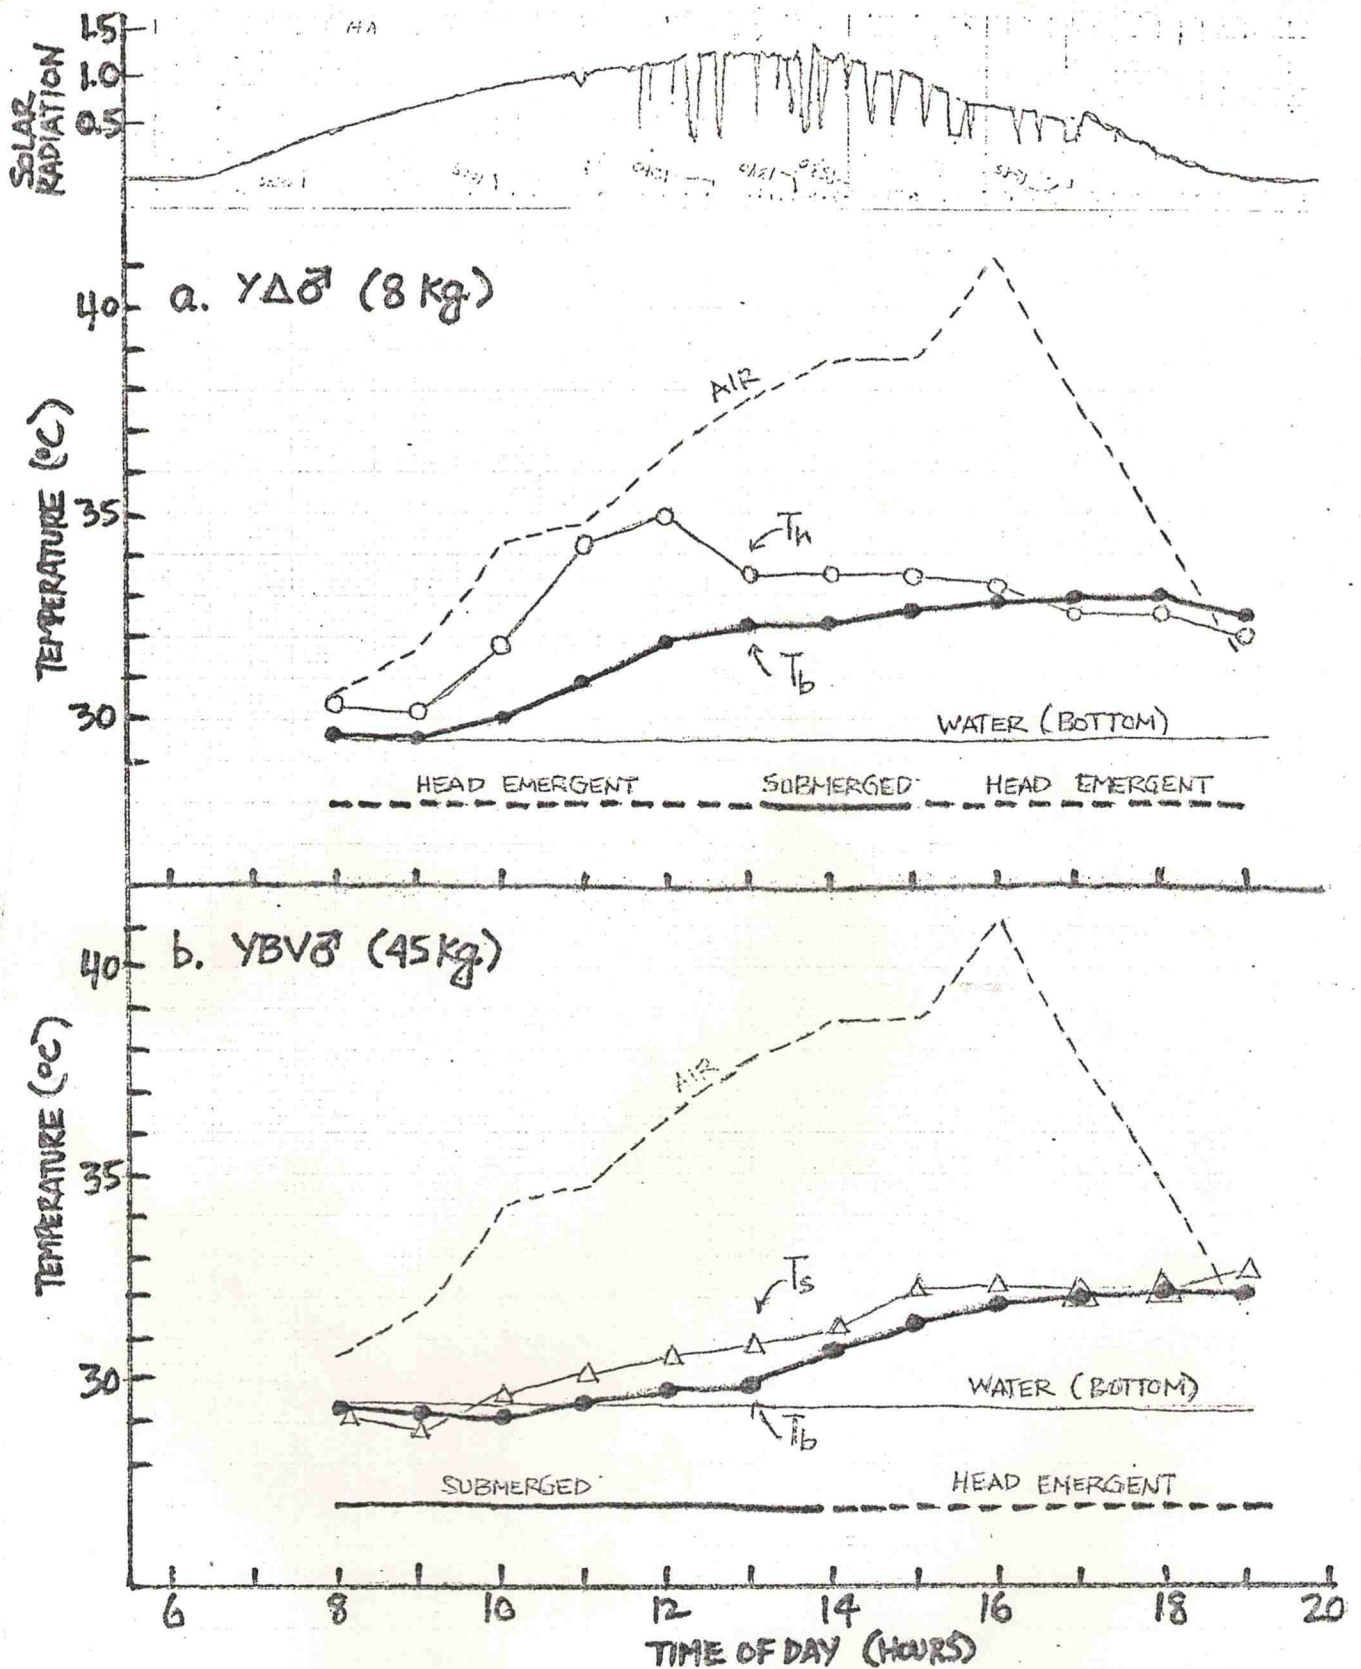 SOLAR
RADIATION
1.5
1.0
0.5
a. YΔ♂ (8 Kg)
TEMPERATURE (°C)
40
35
30
AIR
Th
Tb
WATER (BOTTOM)
HEAD EMERGENT SUBMERGED HEAD EMERGENT
b. YBV♂ (45 Kg)
TEMPERATURE (°C)
40
35
30
AIR
Ts
Tb
WATER (BOTTOM)
SUBMERGED HEAD EMERGENT
6 8 10 12 14 16 18 20
TIME OF DAY (HOURS)